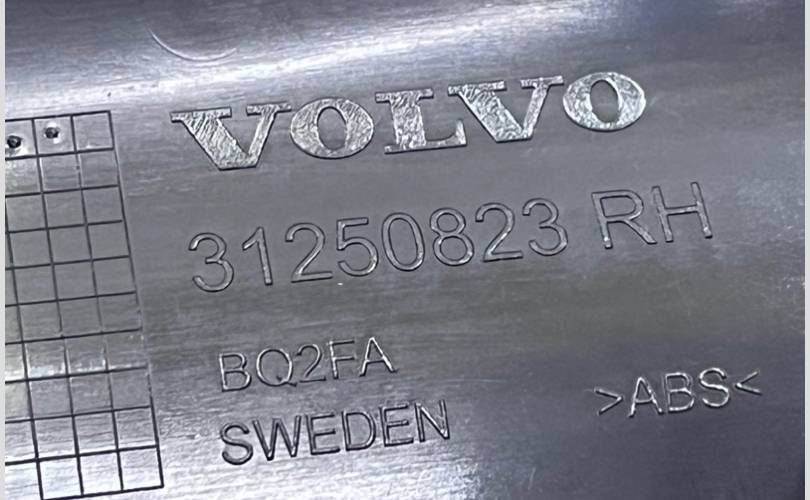 VOLVO
31250823 RH
BQ2FA
SWEDEN
>ABS<